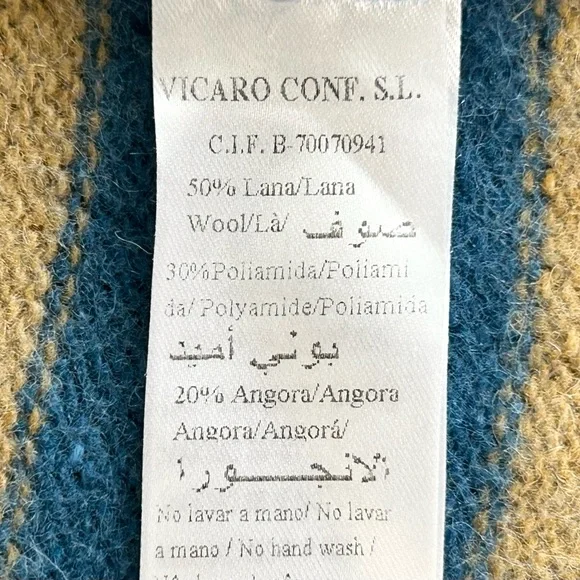 VICARO CONF. S.L.
C.I.F. B-70070941
50% Lana/Lana
Wool/Là/ صوف
30%Poliamida/Poliami
da/ Polyamide/Poliamida
بوني أميد
20% Angora/Angora
Angora/Angorá/
الانجورا
No lavar a mano/ No lavar
a mano / No hand wash /